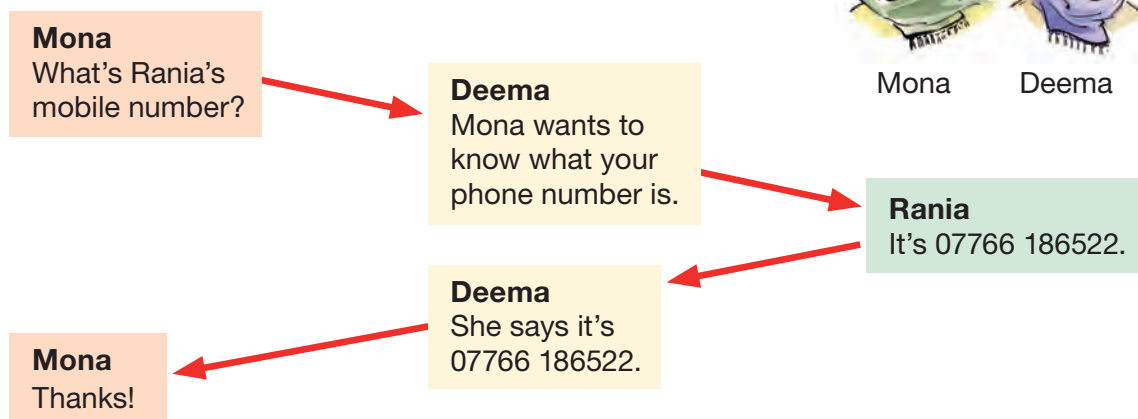 Mona
What's Rania's
mobile number?
Mona Deema
Deema
Mona wants to
know what your
phone number is.
Rania
It's 07766 186522.
Deema
She says it's
07766 186522.
Mona
Thanks!